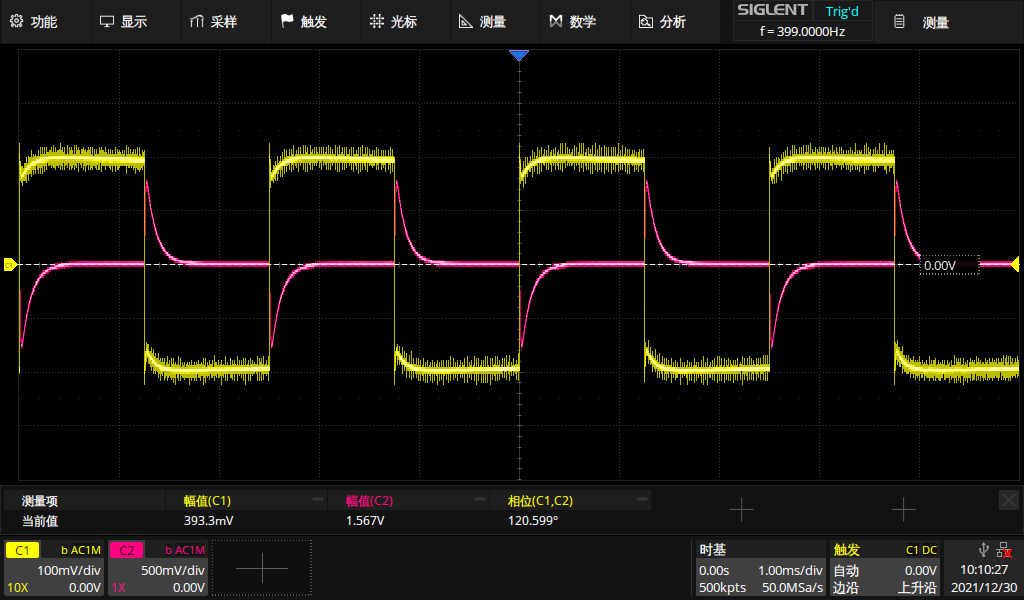 功能 显示 采样 触发 光标 测量 数学 分析 SIGLENT Trig'd 测量
f = 399.0000Hz
C1 0.00V
测量项 幅值(C1) 幅值(C2) 相位(C1,C2)
当前值 393.3mV 1.567V 120.599°
C1 b AC1M C2 b AC1M 时基 触发 C1 DC
100mV/div 500mV/div 0.00s 1.00ms/div 自动 0.00V 10:10:27
10X 0.00V 1X 0.00V 500kpts 50.0MSa/s 边沿 上升沿 2021/12/30